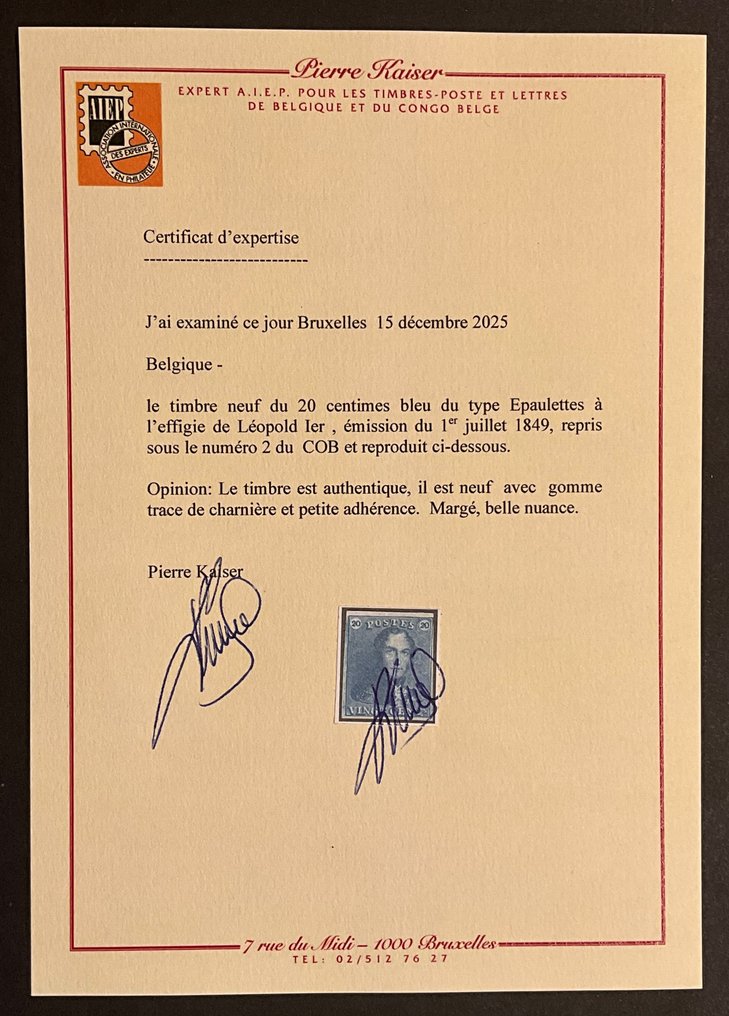 Pierre Kaiser
EXPERT A.I.E.P. POUR LES TIMBRES-POSTE ET LETTRES
DE BELGIQUE ET DU CONGO BELGE
AIEP
ASSOCIATION INTERNATIONALE
DES EXPERTS
EN PHILATELIE
Certificat d'expertise
---------------------------
J'ai examiné ce jour Bruxelles 15 décembre 2025
Belgique -
le timbre neuf du 20 centimes bleu du type Epaulettes à
l'effigie de Léopold Ier , émission du 1er juillet 1849, repris
sous le numéro 2 du COB et reproduit ci-dessous.
Opinion: Le timbre est authentique, il est neuf avec gomme
trace de charnière et petite adhérence. Margé, belle nuance.
Pierre Kaiser
20 POSTES 20
7 rue du Midi – 1000 Bruxelles
TEL: 02/512 76 27